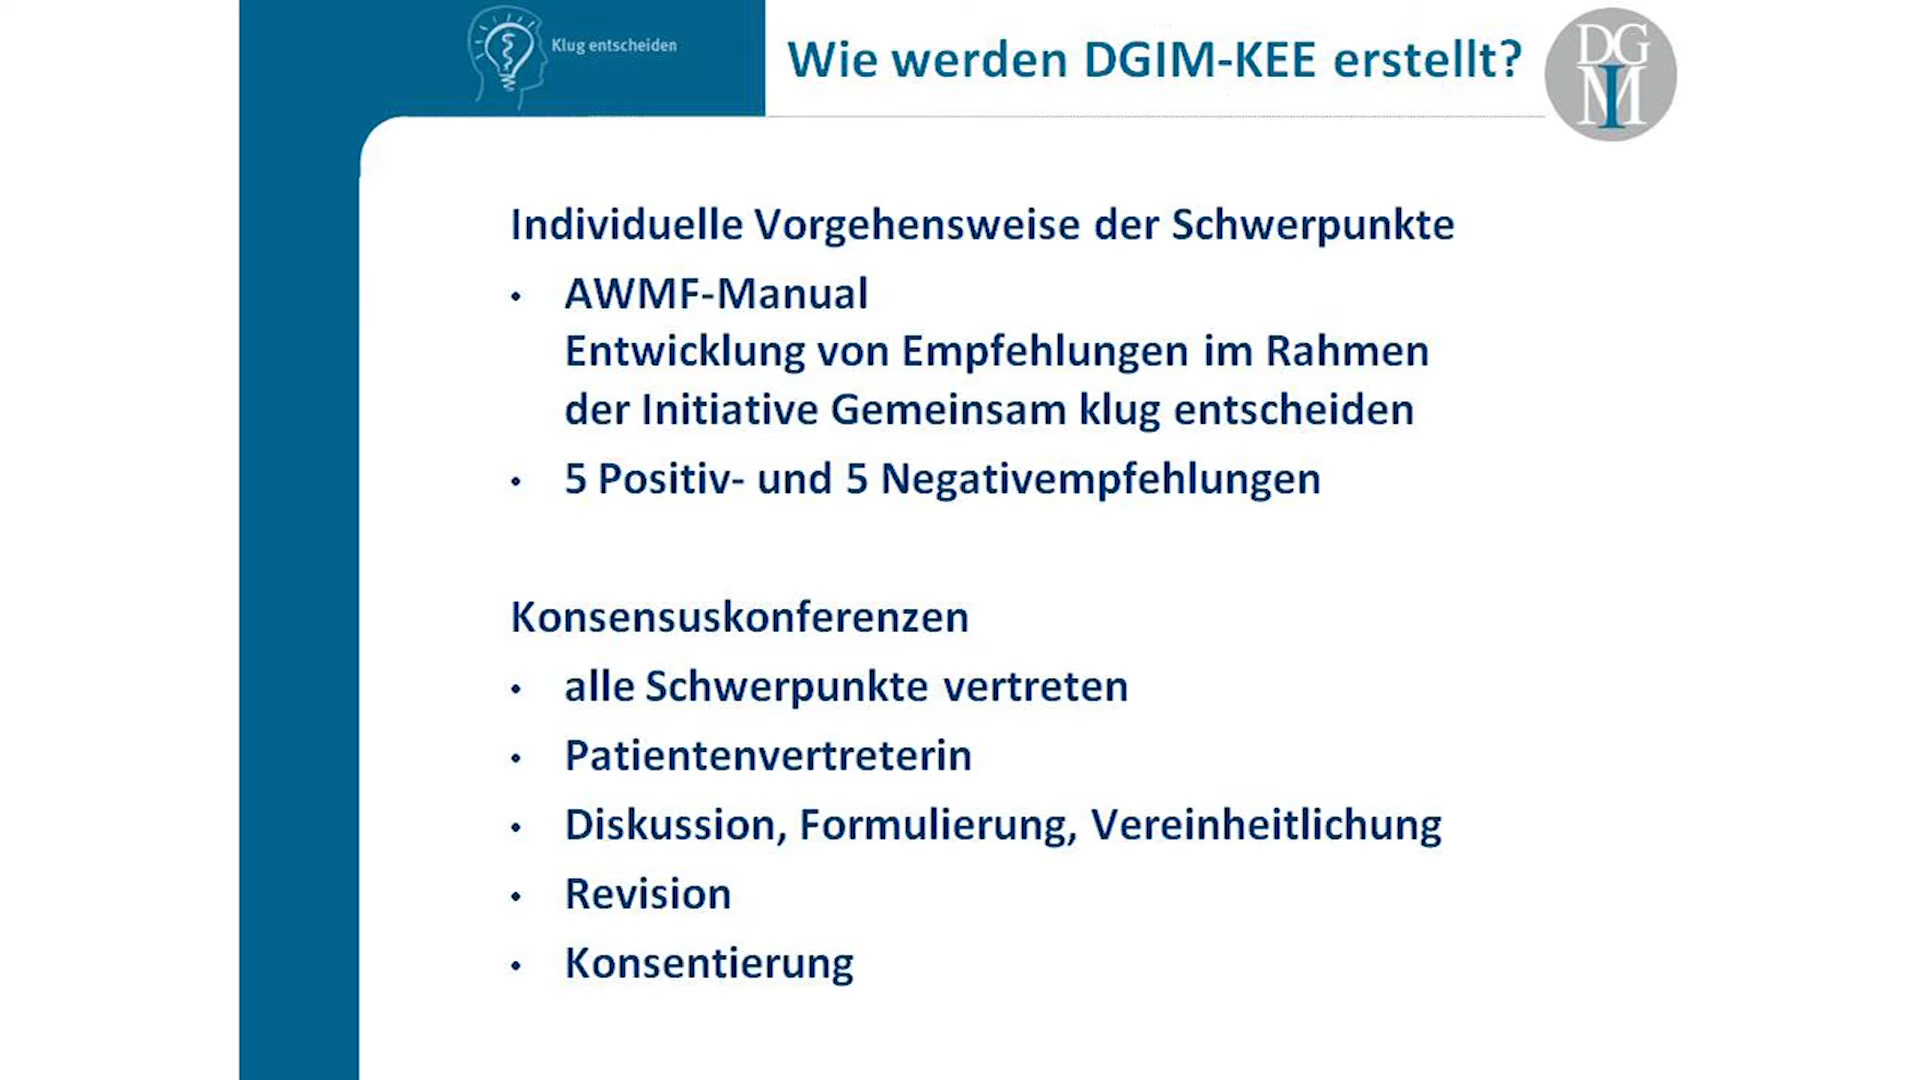 Klug entscheiden
Wie werden DGIM-KEE erstellt?
DG
IM
Individuelle Vorgehensweise der Schwerpunkte
• AWMF-Manual
Entwicklung von Empfehlungen im Rahmen
der Initiative Gemeinsam klug entscheiden
• 5 Positiv- und 5 Negativempfehlungen
Konsensuskonferenzen
• alle Schwerpunkte vertreten
• Patientenvertreterin
• Diskussion, Formulierung, Vereinheitlichung
• Revision
• Konsentierung